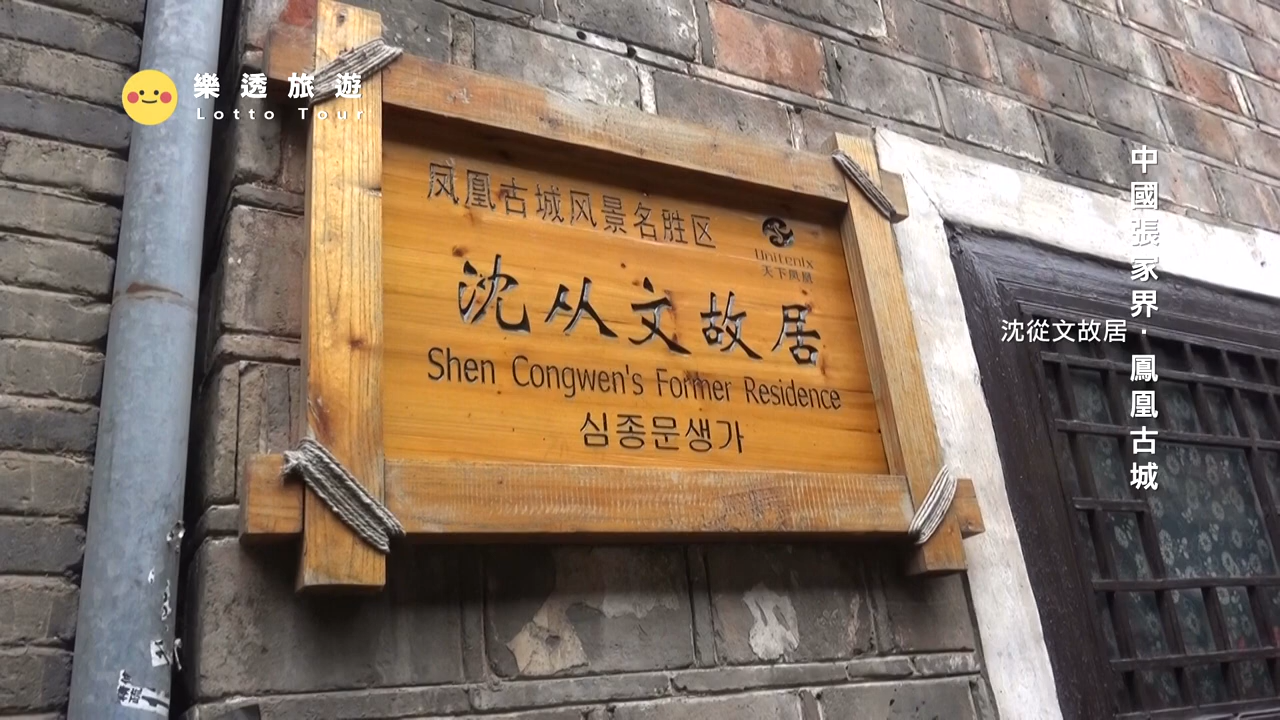 樂透旅遊
Lotto Tour
凤凰古城风景名胜区
Unifenix
天下凤凰
沈从文故居
Shen Congwen's Former Residence
심종문생가
中國張家界·鳳凰古城
沈從文故居